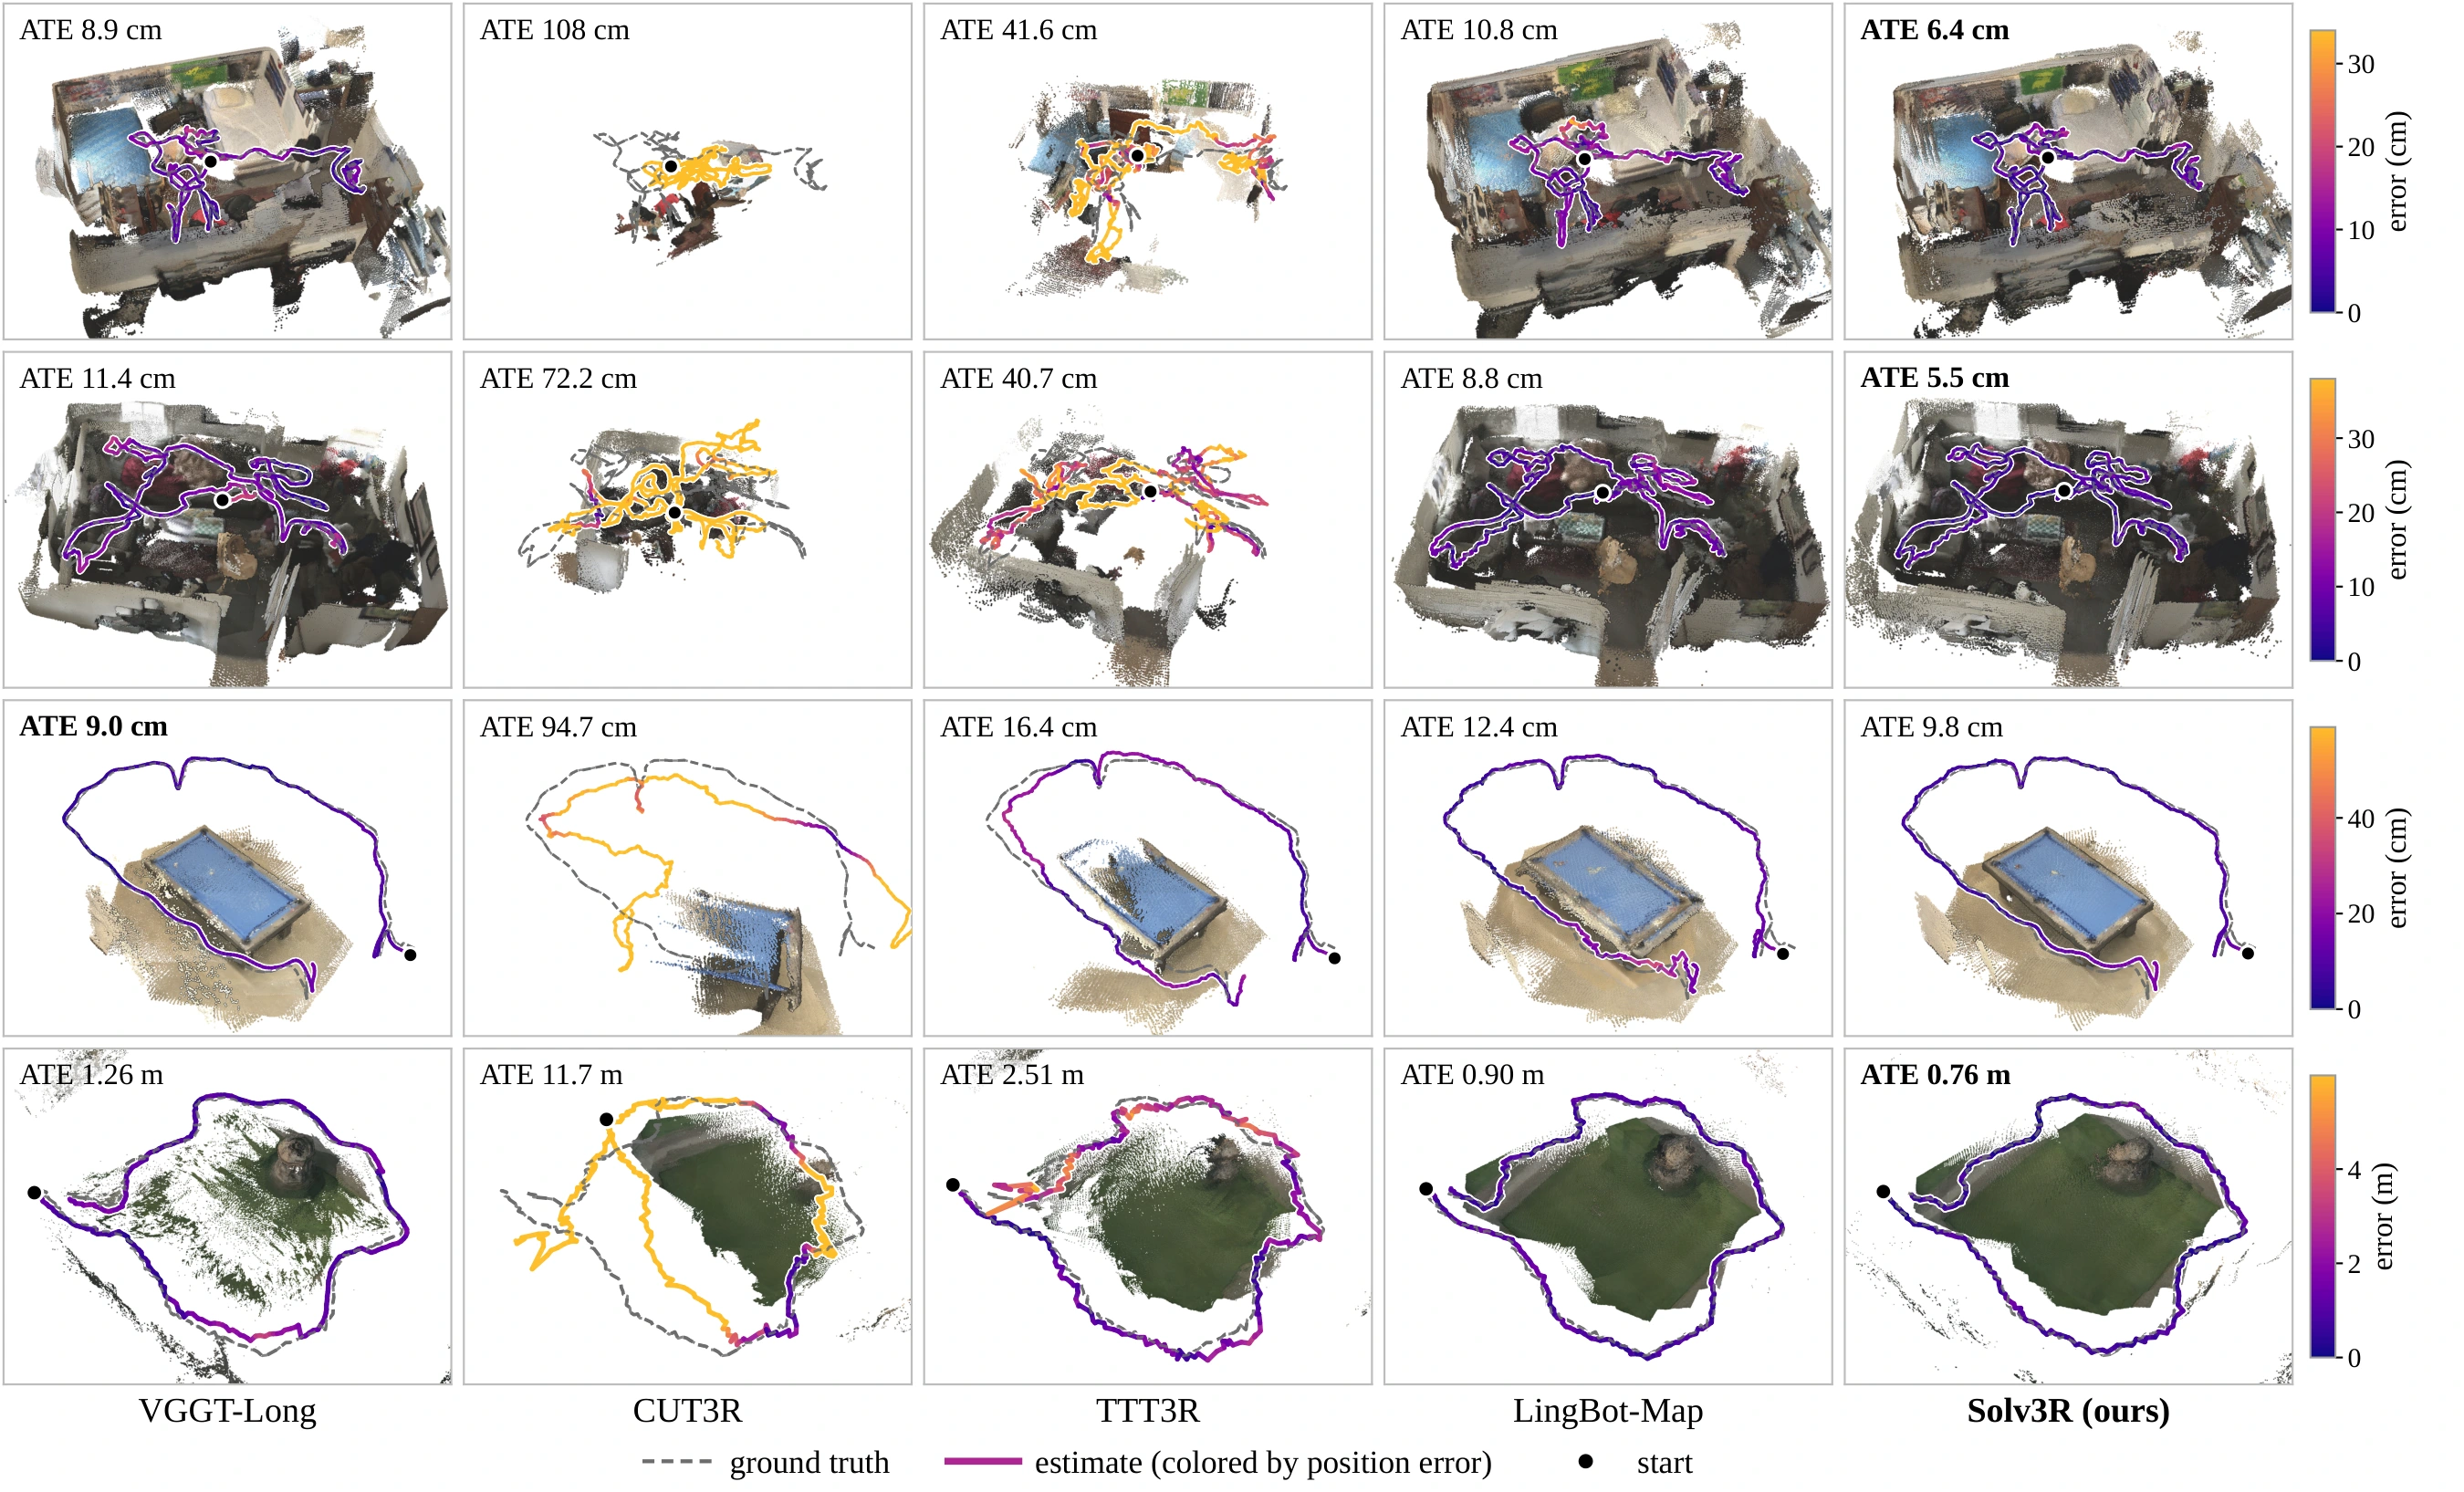 ATE 8.9 cm
ATE 108 cm
ATE 41.6 cm
ATE 10.8 cm
ATE 6.4 cm
30
20
10
0
error (cm)
ATE 11.4 cm
ATE 72.2 cm
ATE 40.7 cm
ATE 8.8 cm
ATE 5.5 cm
30
20
10
0
error (cm)
ATE 9.0 cm
ATE 94.7 cm
ATE 16.4 cm
ATE 12.4 cm
ATE 9.8 cm
40
20
0
error (cm)
ATE 1.26 m
ATE 11.7 m
ATE 2.51 m
ATE 0.90 m
ATE 0.76 m
4
2
0
error (m)
VGGT-Long
CUT3R
TTT3R
LingBot-Map
Solv3R (ours)
ground truth
estimate (colored by position error)
start